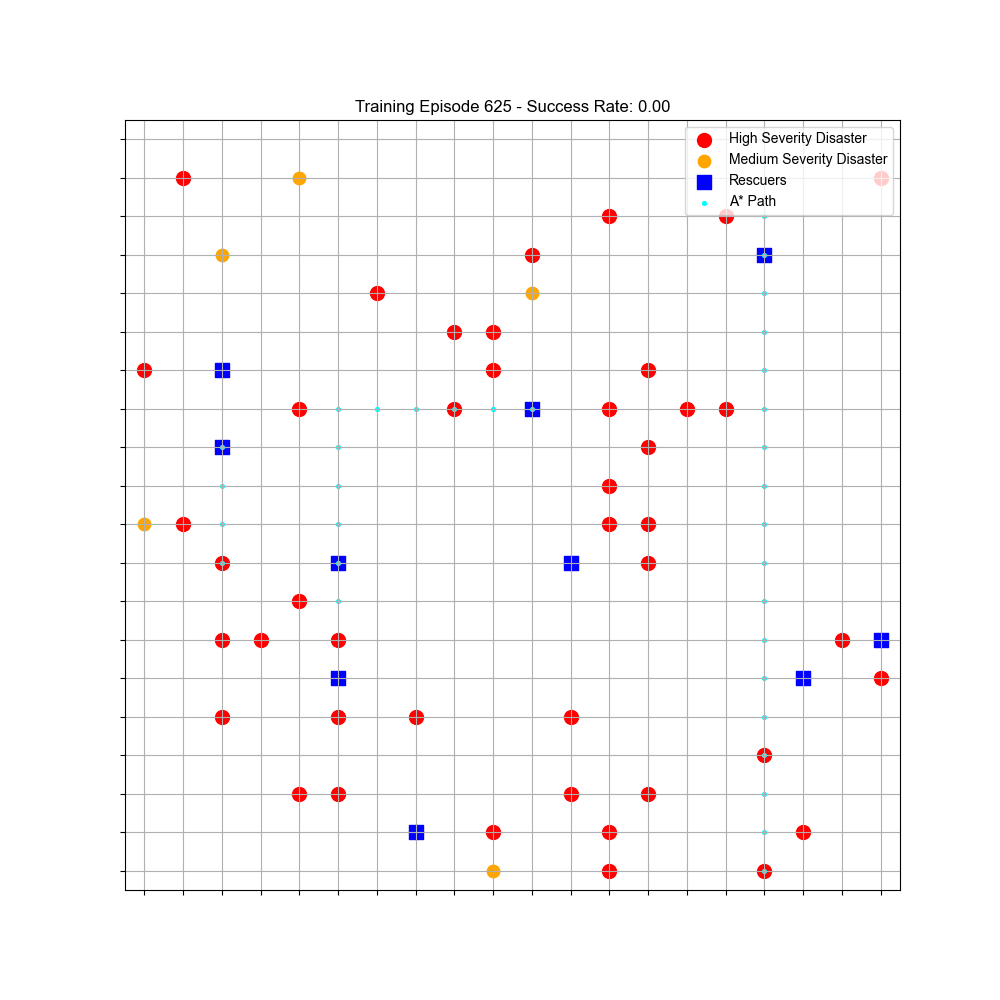 Training Episode 625 - Success Rate: 0.00
High Severity Disaster
Medium Severity Disaster
Rescuers
A* Path